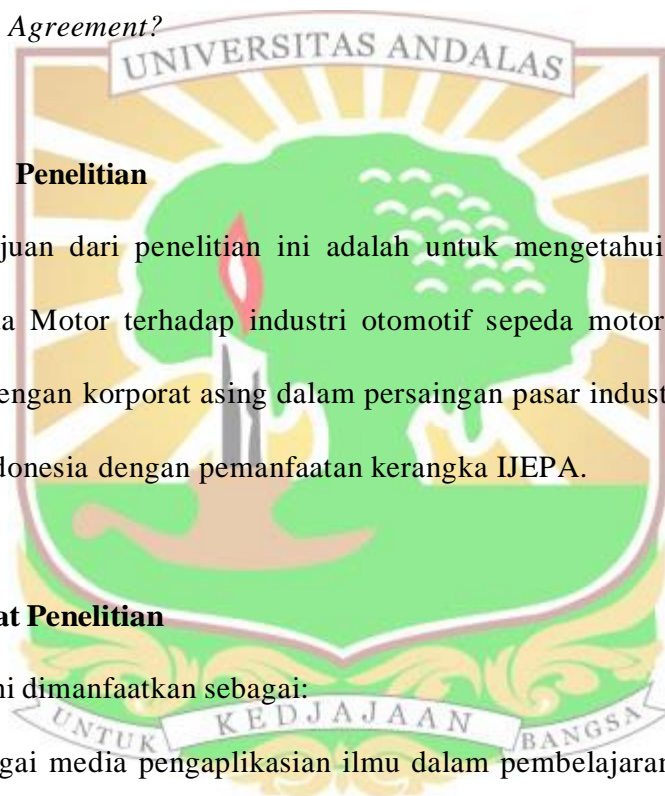 Agreement?
UNIVERSITAS ANDALAS
Penelitian
juan dari penelitian ini adalah untuk mengetahui
a Motor terhadap industri otomotif sepeda motor
engan korporat asing dalam persaingan pasar indust
donesia dengan pemanfaatan kerangka IJEPA.
at Penelitian
ni dimanfaatkan sebagai:
UNTUK KEDJAJAAN BANGSA
gai media pengaplikasian ilmu dalam pembelajaran